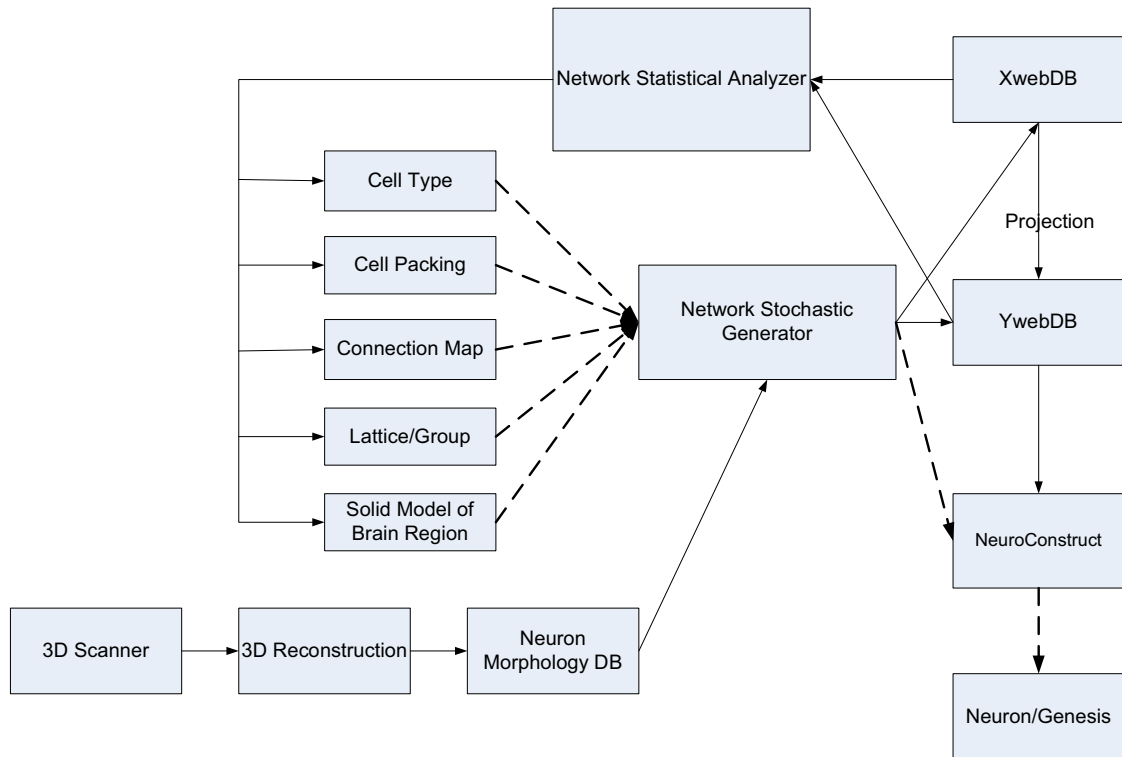 Network Statistical Analyzer
XwebDB
Cell Type
Projection
Cell Packing
Network Stochastic
Generator
YwebDB
Connection Map
Lattice/Group
Solid Model of
Brain Region
NeuroConstruct
3D Scanner
3D Reconstruction
Neuron
Morphology DB
Neuron/Genesis